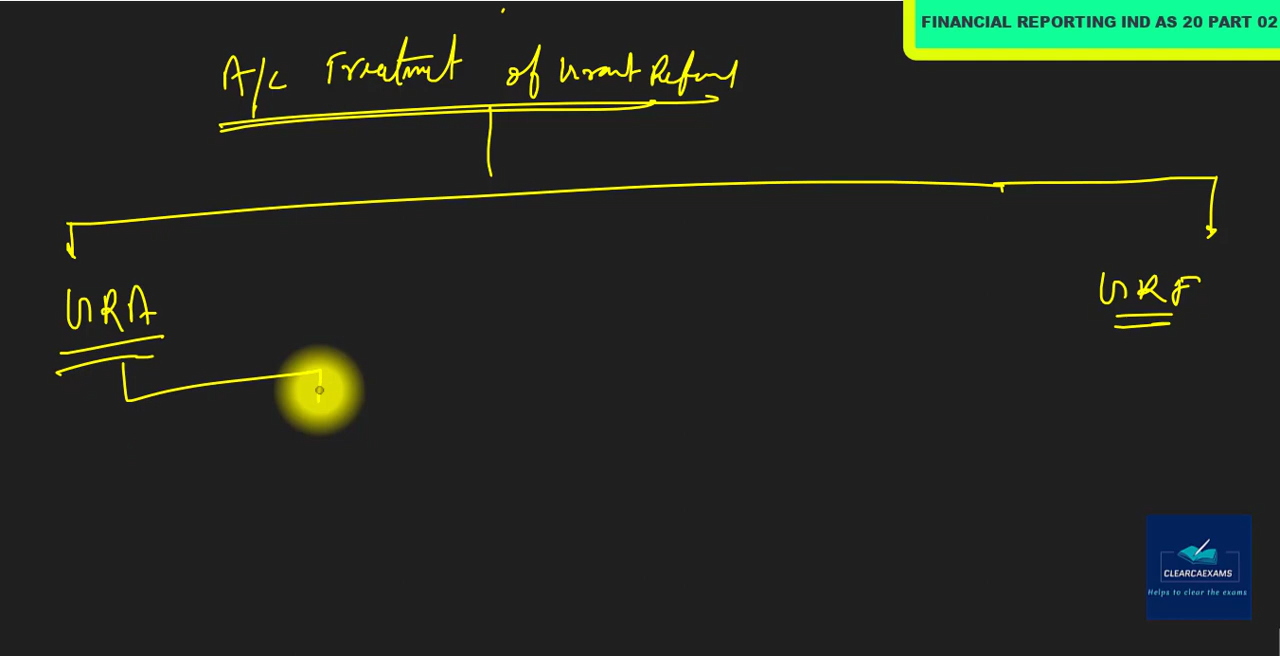 FINANCIAL REPORTING IND AS 20 PART 02
A/c Treatment of Grant Refund
GRA
GRF
CLEARCAEXAMS
Helps to clear the exams